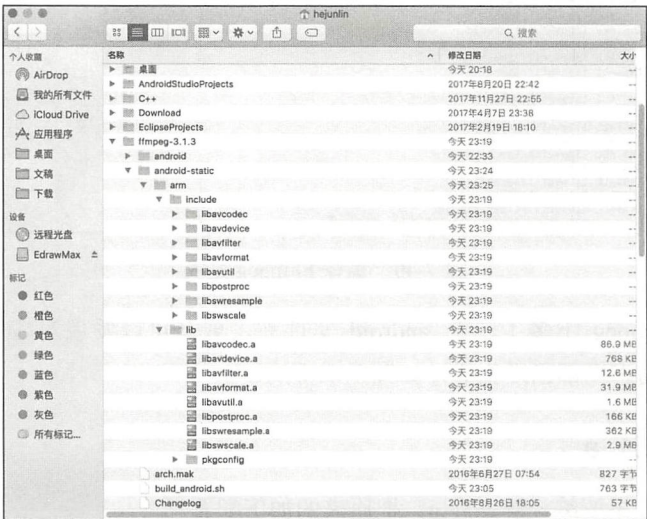 hejunlin
搜索
个人收藏
AirDrop
我的所有文件
iCloud Drive
应用程序
桌面
文稿
下载
设备
远程光盘
EdrawMax
标记
红色
橙色
黄色
绿色
蓝色
紫色
灰色
所有标记...
名称 修改日期 大小
桌面 今天 20:18 --
AndroidStudioProjects 2017年8月20日 22:42 --
C++ 2017年11月27日 22:55 --
Download 2017年4月7日 23:38 --
EclipseProjects 2017年2月19日 18:10 --
ffmpeg-3.1.3 今天 23:19 --
android 今天 22:33 --
android-static 今天 23:24 --
arm 今天 23:25 --
include 今天 23:19 --
libavcodec 今天 23:19 --
libavdevice 今天 23:19 --
libavfilter 今天 23:19 --
libavformat 今天 23:19 --
libavutil 今天 23:19 --
libpostproc 今天 23:19 --
libswresample 今天 23:19 --
libswscale 今天 23:19 --
lib 今天 23:19 --
libavcodec.a 今天 23:19 86.9 MB
libavdevice.a 今天 23:19 768 KB
libavfilter.a 今天 23:19 12.6 MB
libavformat.a 今天 23:19 31.9 MB
libavutil.a 今天 23:19 1.6 MB
libpostproc.a 今天 23:19 166 KB
libswresample.a 今天 23:19 362 KB
libswscale.a 今天 23:19 2.9 MB
pkgconfig 今天 23:19 --
arch.mak 2016年6月27日 07:54 827 字节
build_android.sh 今天 23:05 763 字节
Changelog 2016年8月26日 18:05 57 KB